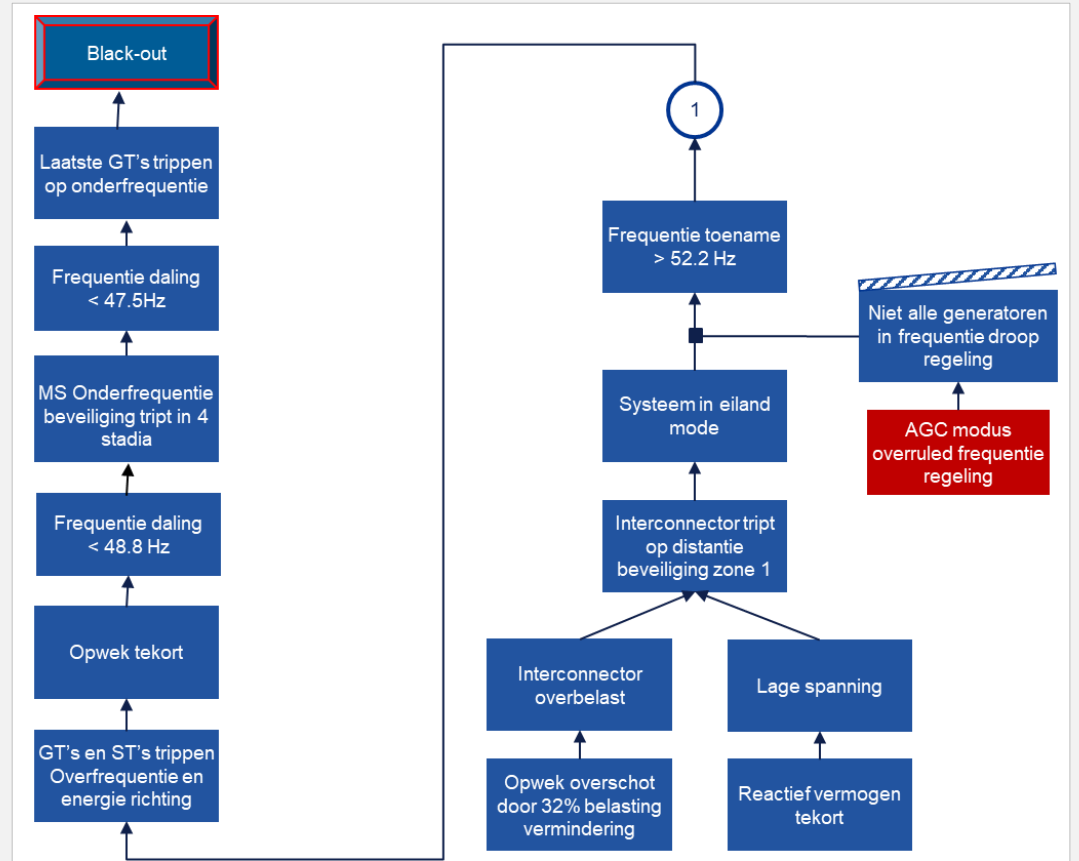 Black-out
Laatste GT's trippen
op onderfrequentie
Frequentie daling
< 47.5Hz
MS Onderfrequentie
beveiliging tript in 4
stadia
Frequentie daling
< 48.8 Hz
Opwek tekort
GT's en ST's trippen
Overfrequentie en
energie richting
1
Frequentie toename
> 52.2 Hz
Niet alle generatoren
in frequentie droop
regeling
AGC modus
overruled frequentie
regeling
Systeem in eiland
mode
Interconnector tript
op distantie
beveiliging zone 1
Interconnector
overbelast
Lage spanning
Opwek overschot
door 32% belasting
vermindering
Reactief vermogen
tekort